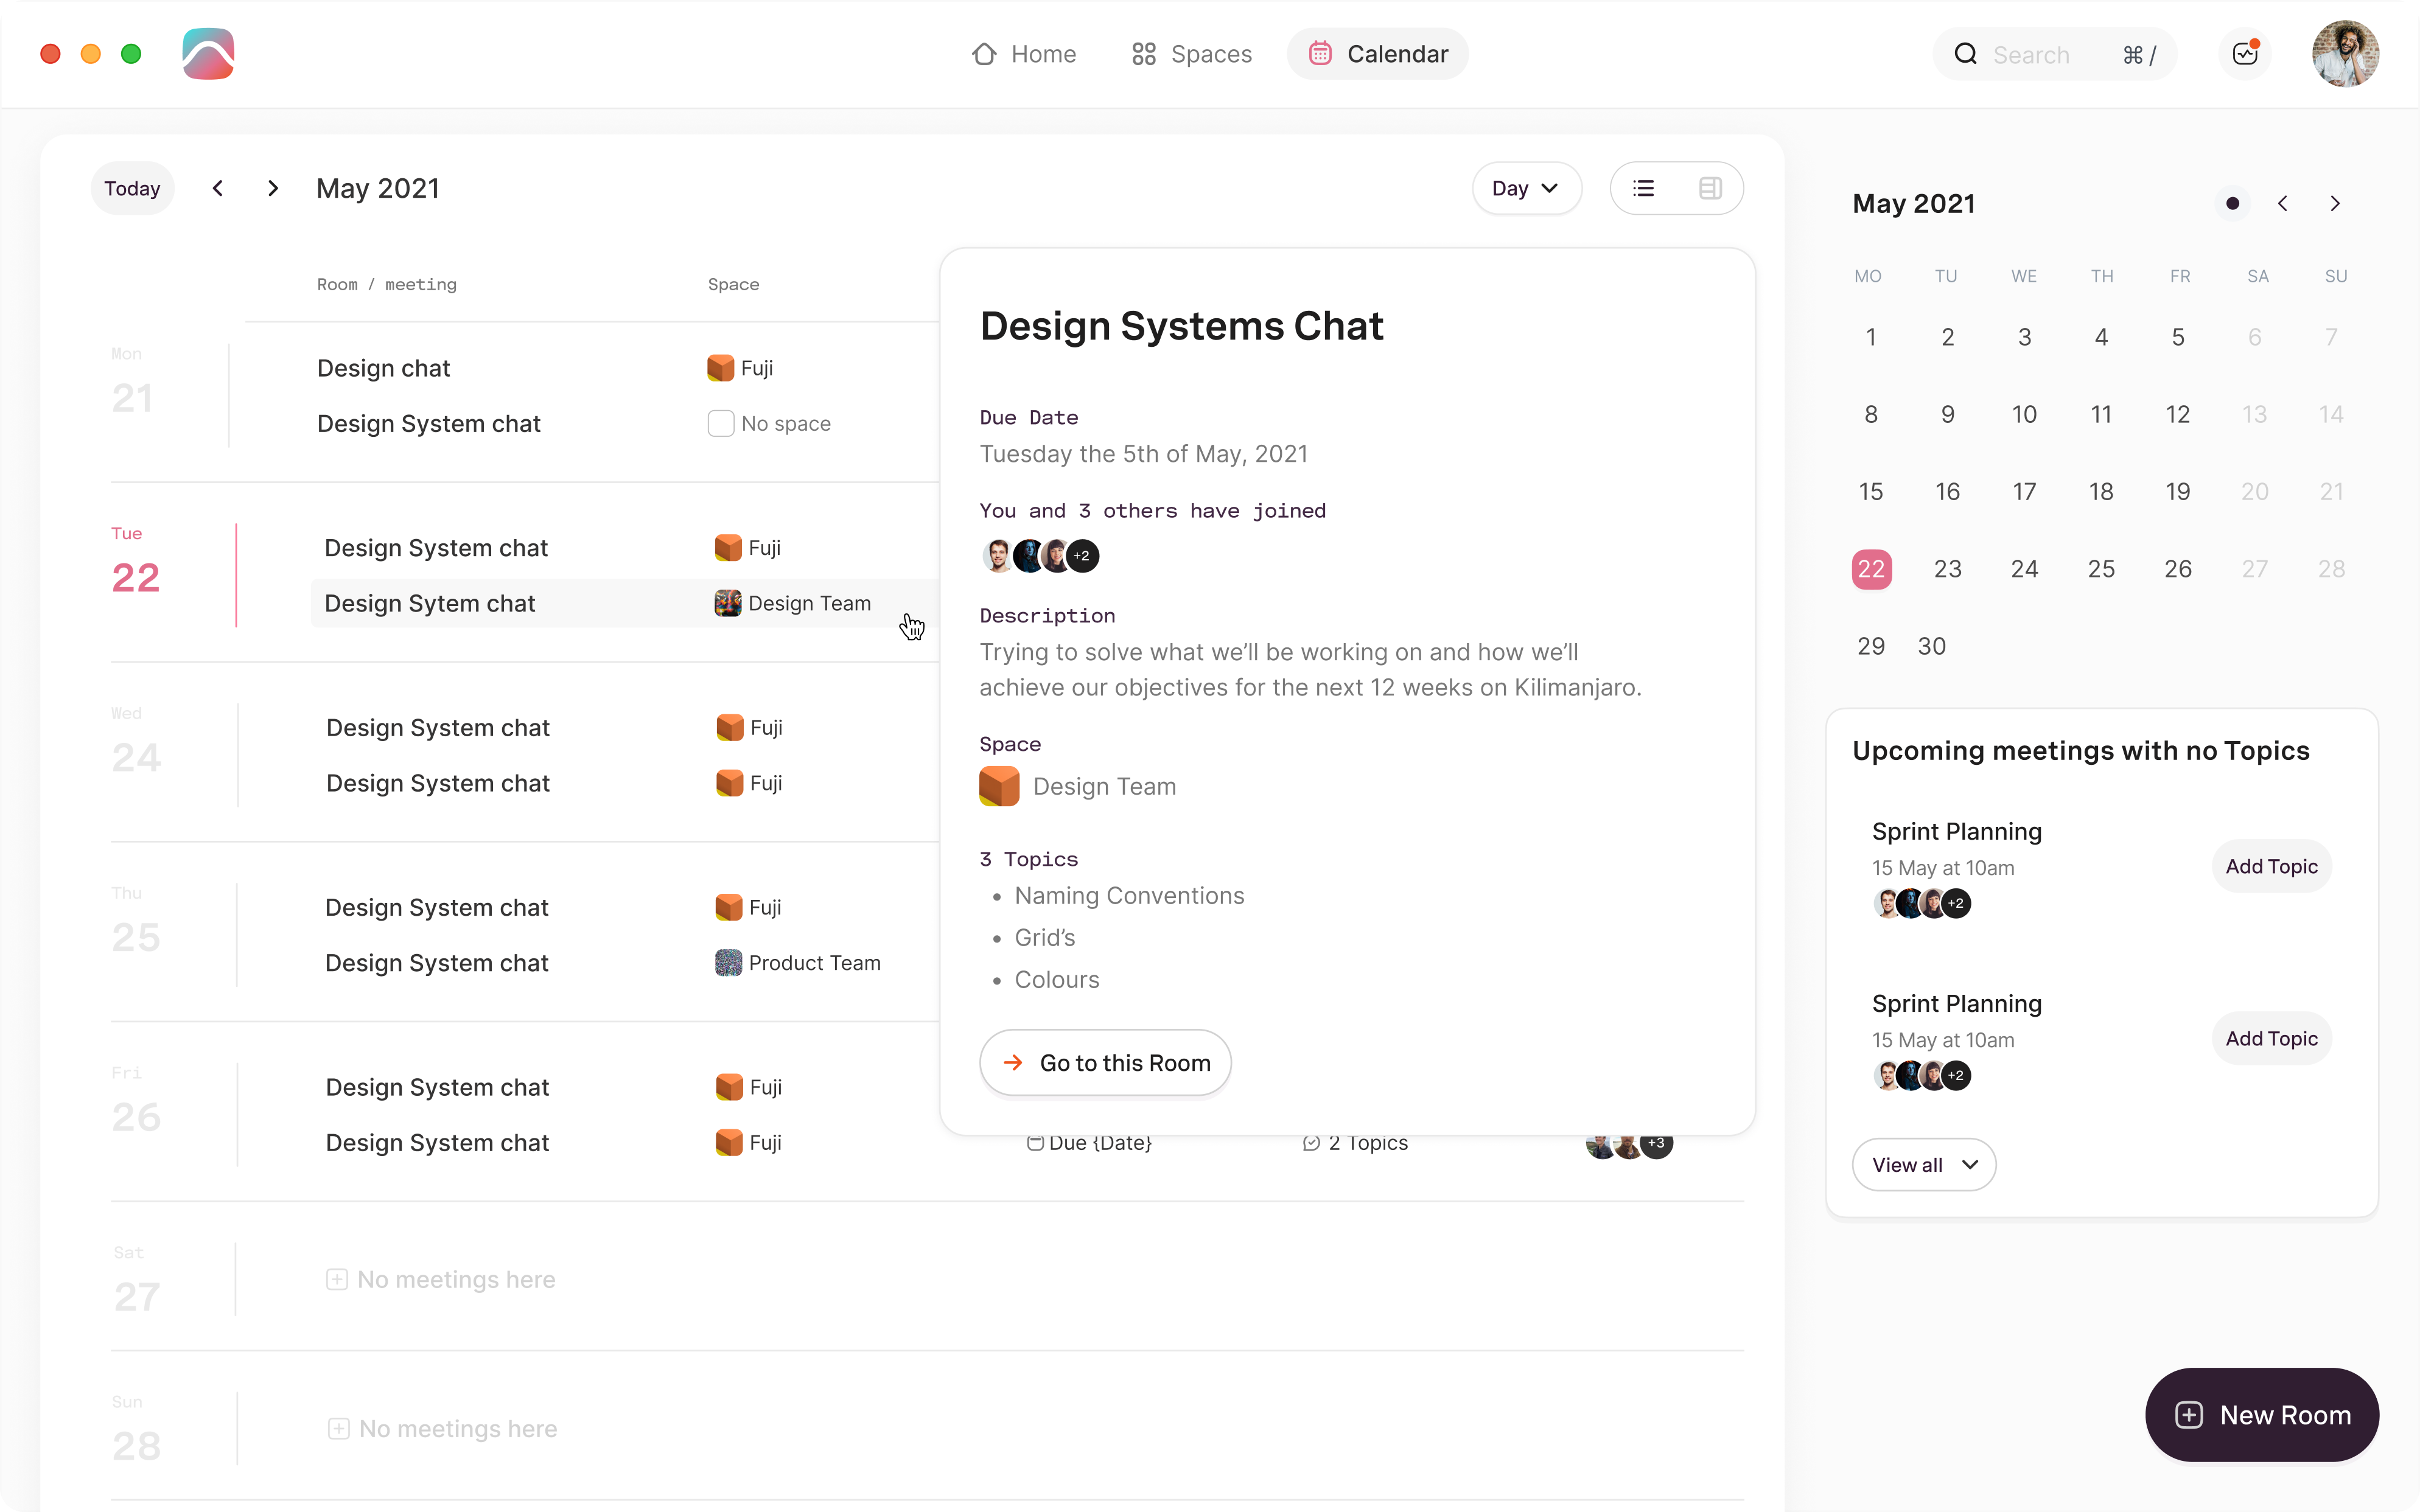 Home
Spaces
Calendar
Search
⌘ /
Today
May 2021
Day
Room / meeting
Space
Mon
21
Design chat
Fuji
Design System chat
No space
Tue
22
Design System chat
Fuji
Design Sytem chat
Design Team
Wed
24
Design System chat
Fuji
Design System chat
Fuji
Thu
25
Design System chat
Fuji
Design System chat
Product Team
Fri
26
Design System chat
Fuji
Design System chat
Fuji
Due {Date}
2 Topics
+3
Sat
27
No meetings here
Sun
28
No meetings here
Design Systems Chat
Due Date
Tuesday the 5th of May, 2021
You and 3 others have joined
+2
Description
Trying to solve what we’ll be working on and how we’ll
achieve our objectives for the next 12 weeks on Kilimanjaro.
Space
Design Team
3 Topics
• Naming Conventions
• Grid’s
• Colours
Go to this Room
May 2021
MO TU WE TH FR SA SU
1 2 3 4 5 6 7
8 9 10 11 12 13 14
15 16 17 18 19 20 21
22 23 24 25 26 27 28
29 30
Upcoming meetings with no Topics
Sprint Planning
15 May at 10am
+2
Add Topic
Sprint Planning
15 May at 10am
+2
Add Topic
View all
New Room